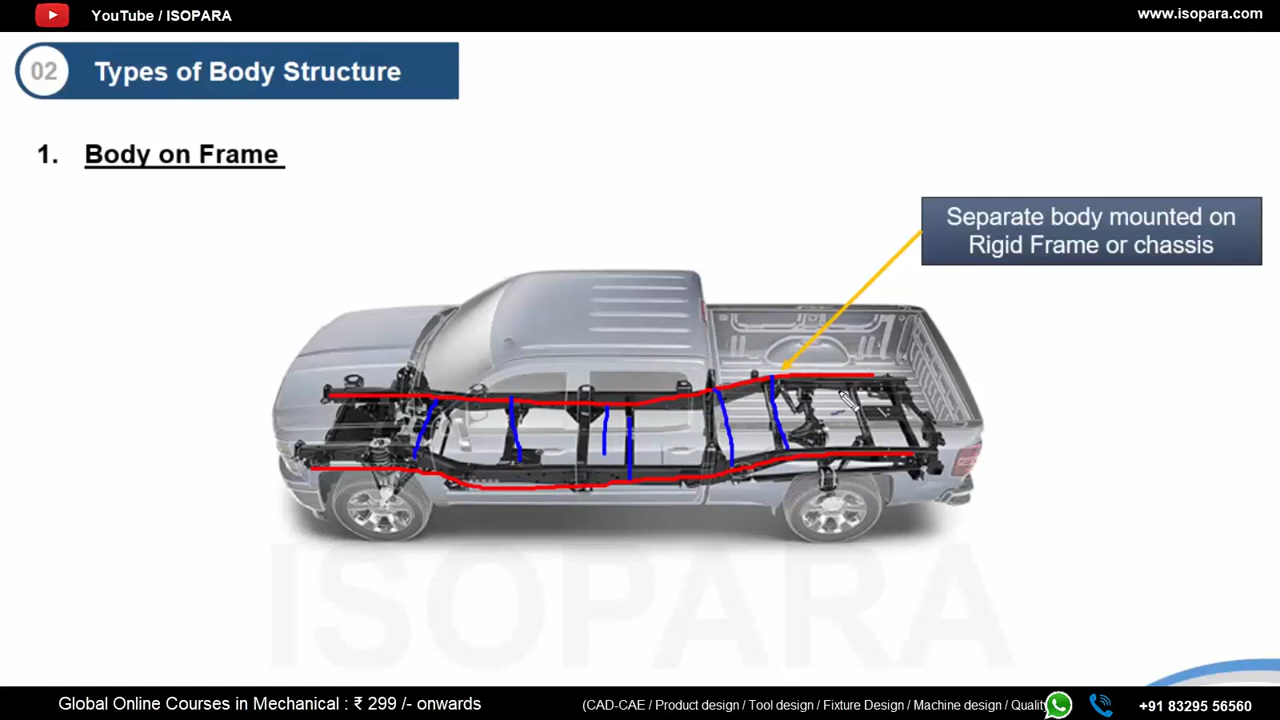 YouTube / ISOPARA
www.isopara.com
02
Types of Body Structure
1. Body on Frame
Separate body mounted on
Rigid Frame or chassis
ISOPARA
Global Online Courses in Mechanical : ₹ 299 /- onwards
(CAD-CAE / Product design / Tool design / Fixture Design / Machine design / Quality
+91 83295 56560